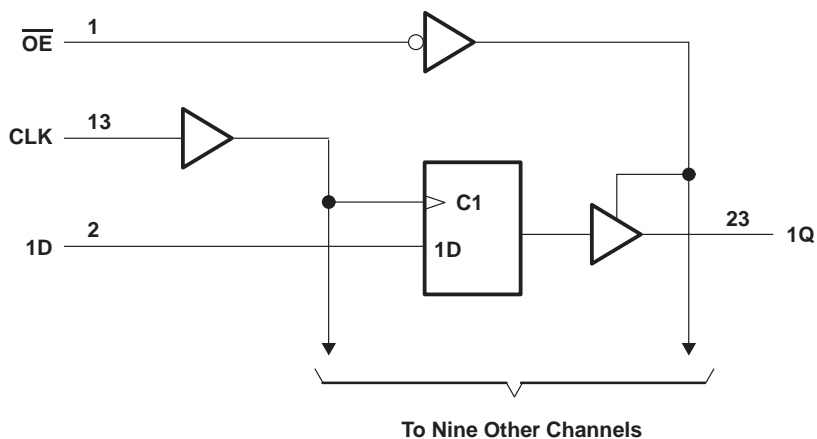 OE 1
CLK 13
C1
1D 2 1D
23 1Q
To Nine Other Channels